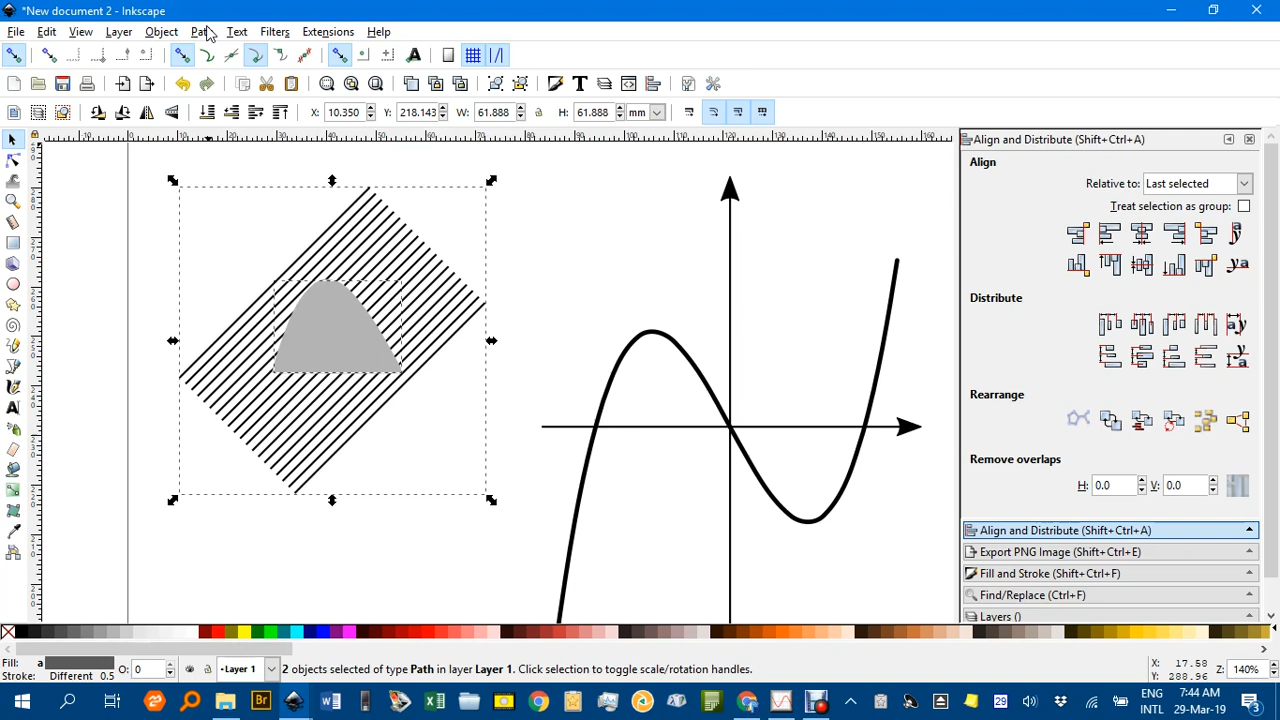 *New document 2 - Inkscape
File Edit View Layer Object Path Text Filters Extensions Help
X: 10.350 Y: 218.143 W: 61.888 H: 61.888 mm
Align and Distribute (Shift+Ctrl+A)
Align
Relative to: Last selected
Treat selection as group:
Distribute
Rearrange
Remove overlaps
H: 0.0 V: 0.0
Align and Distribute (Shift+Ctrl+A)
Export PNG Image (Shift+Ctrl+E)
Fill and Stroke (Shift+Ctrl+F)
Find/Replace (Ctrl+F)
Layers ()
Fill: a
Stroke: Different 0.5
O: 0
Layer 1
2 objects selected of type Path in layer Layer 1. Click selection to toggle scale/rotation handles.
X: 17.58
Y: 288.96
Z: 140%
ENG
INTL
7:44 AM
29-Mar-19